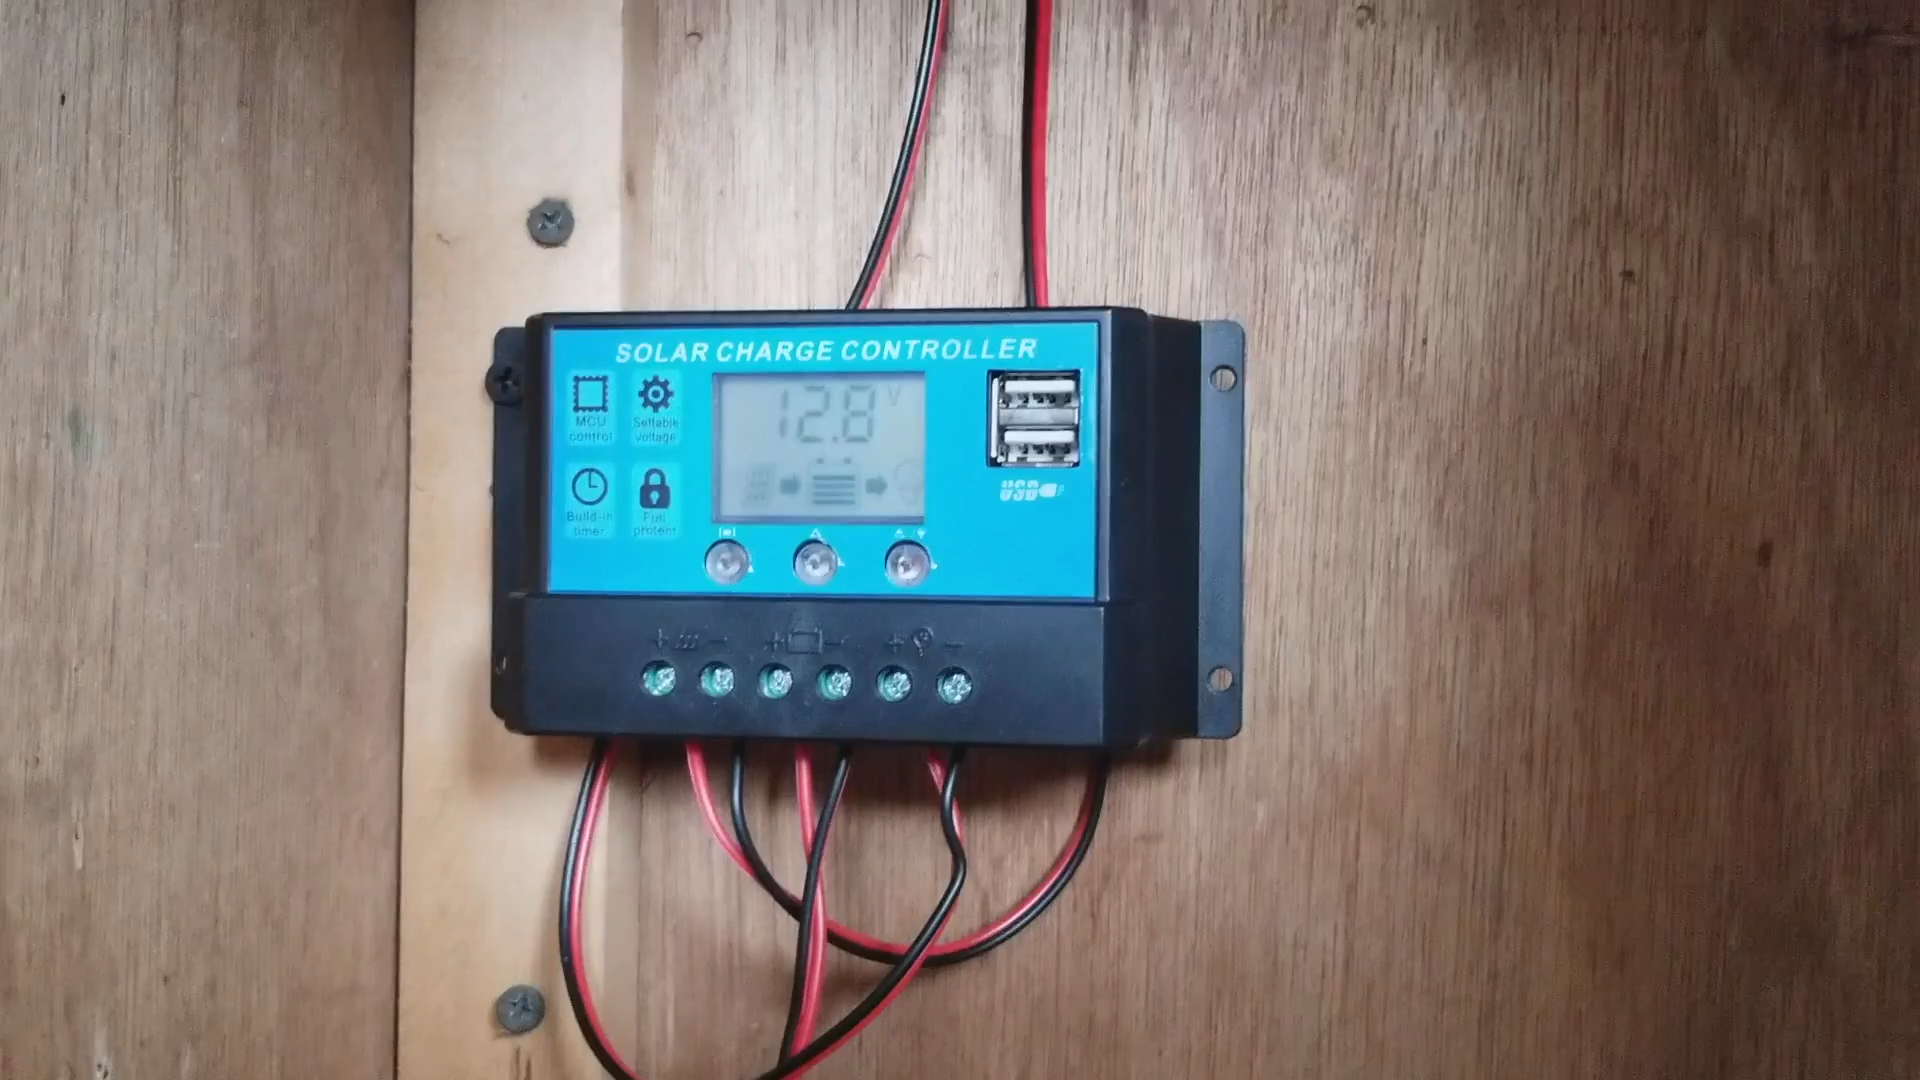 SOLAR CHARGE CONTROLLER
12.8 V
MCU
control
Settable
voltage
Build-in
timer
Full
protect
USB